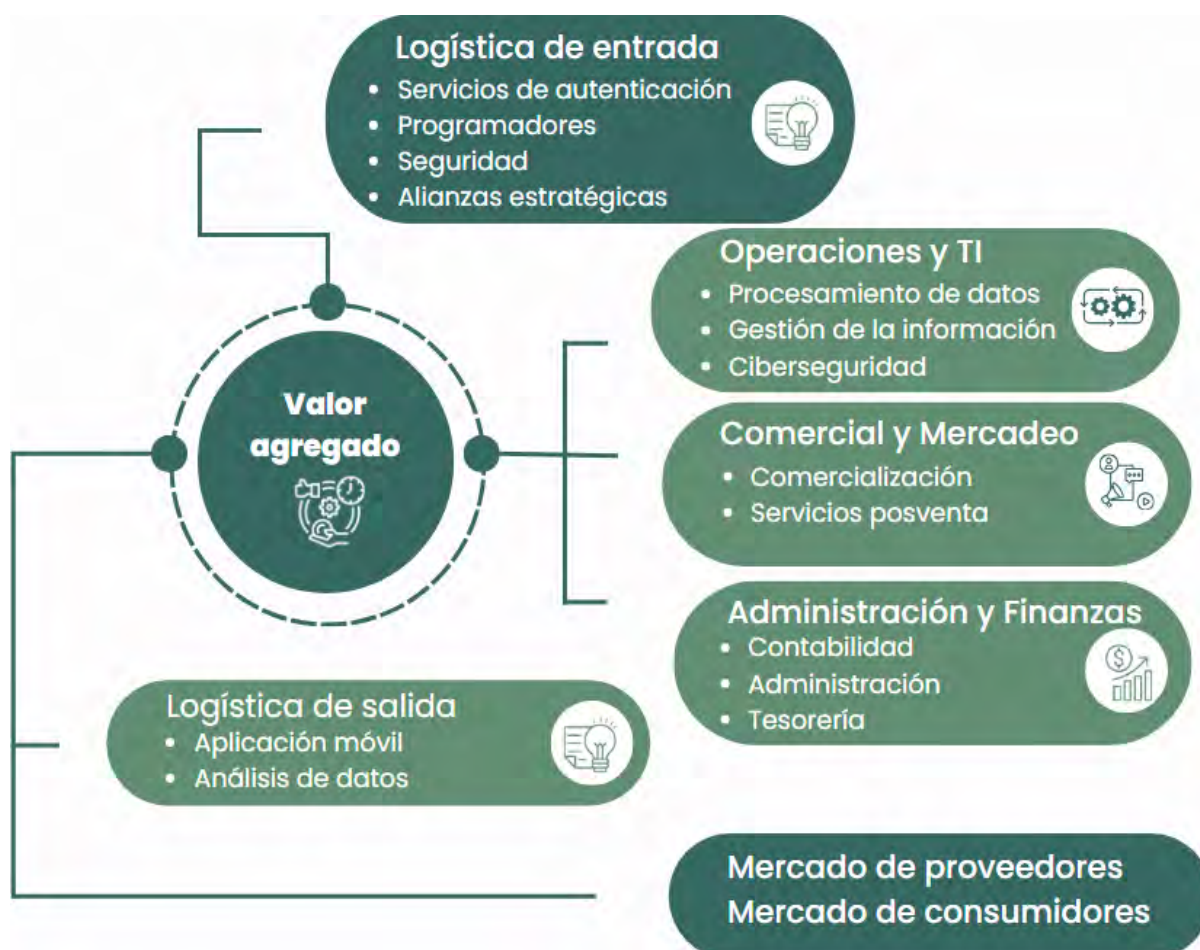 Logística de entrada
• Servicios de autenticación
• Programadores
• Seguridad
• Alianzas estratégicas
Operaciones y TI
• Procesamiento de datos
• Gestión de la información
• Ciberseguridad
Valor
agregado
Comercial y Mercadeo
• Comercialización
• Servicios posventa
Administración y Finanzas
• Contabilidad
• Administración
• Tesorería
Logística de salida
• Aplicación móvil
• Análisis de datos
Mercado de proveedores
Mercado de consumidores